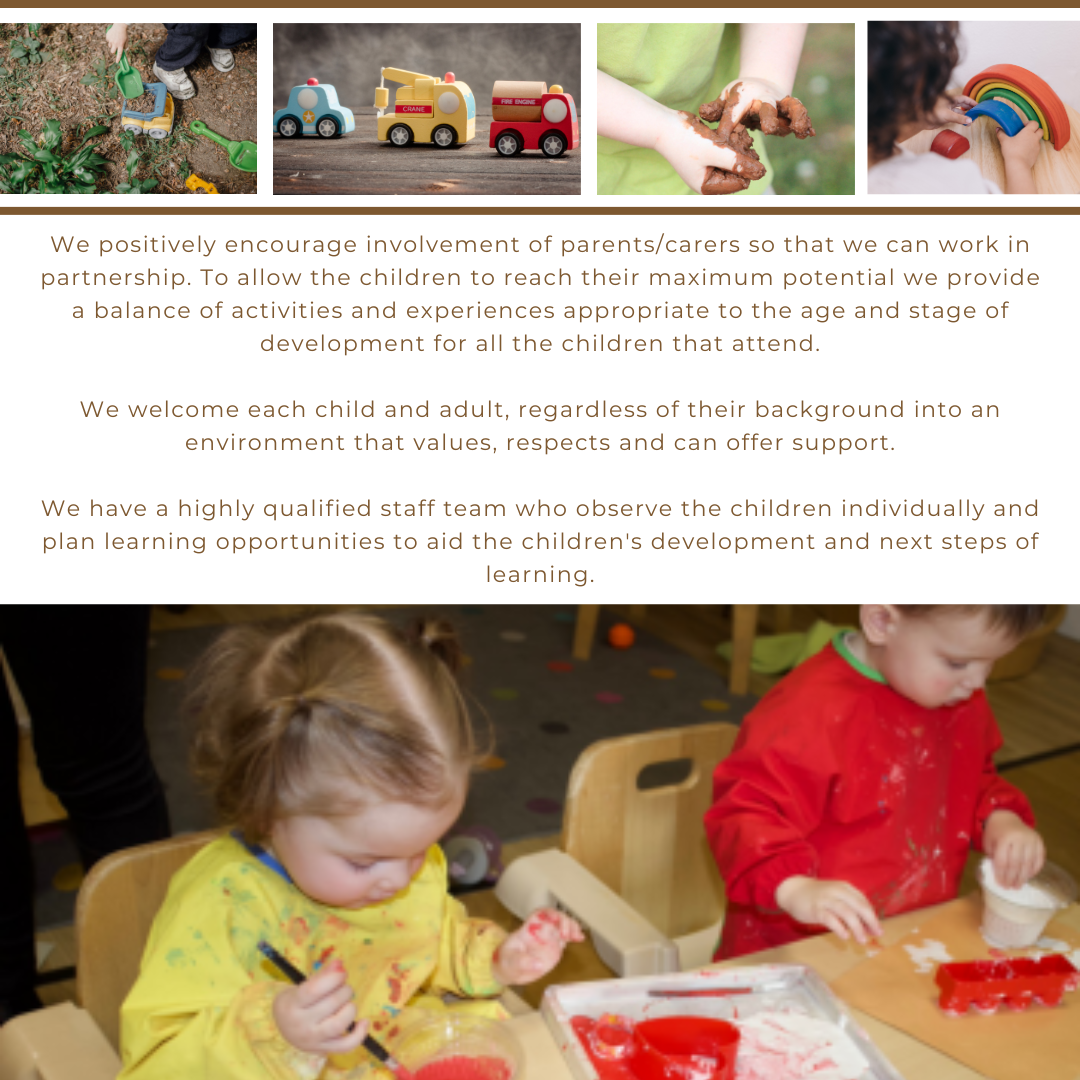 CRANE
FIRE ENGINE
We positively encourage involvement of parents/carers so that we can work in
partnership. To allow the children to reach their maximum potential we provide
a balance of activities and experiences appropriate to the age and stage of
development for all the children that attend.
We welcome each child and adult, regardless of their background into an
environment that values, respects and can offer support.
We have a highly qualified staff team who observe the children individually and
plan learning opportunities to aid the children's development and next steps of
learning.